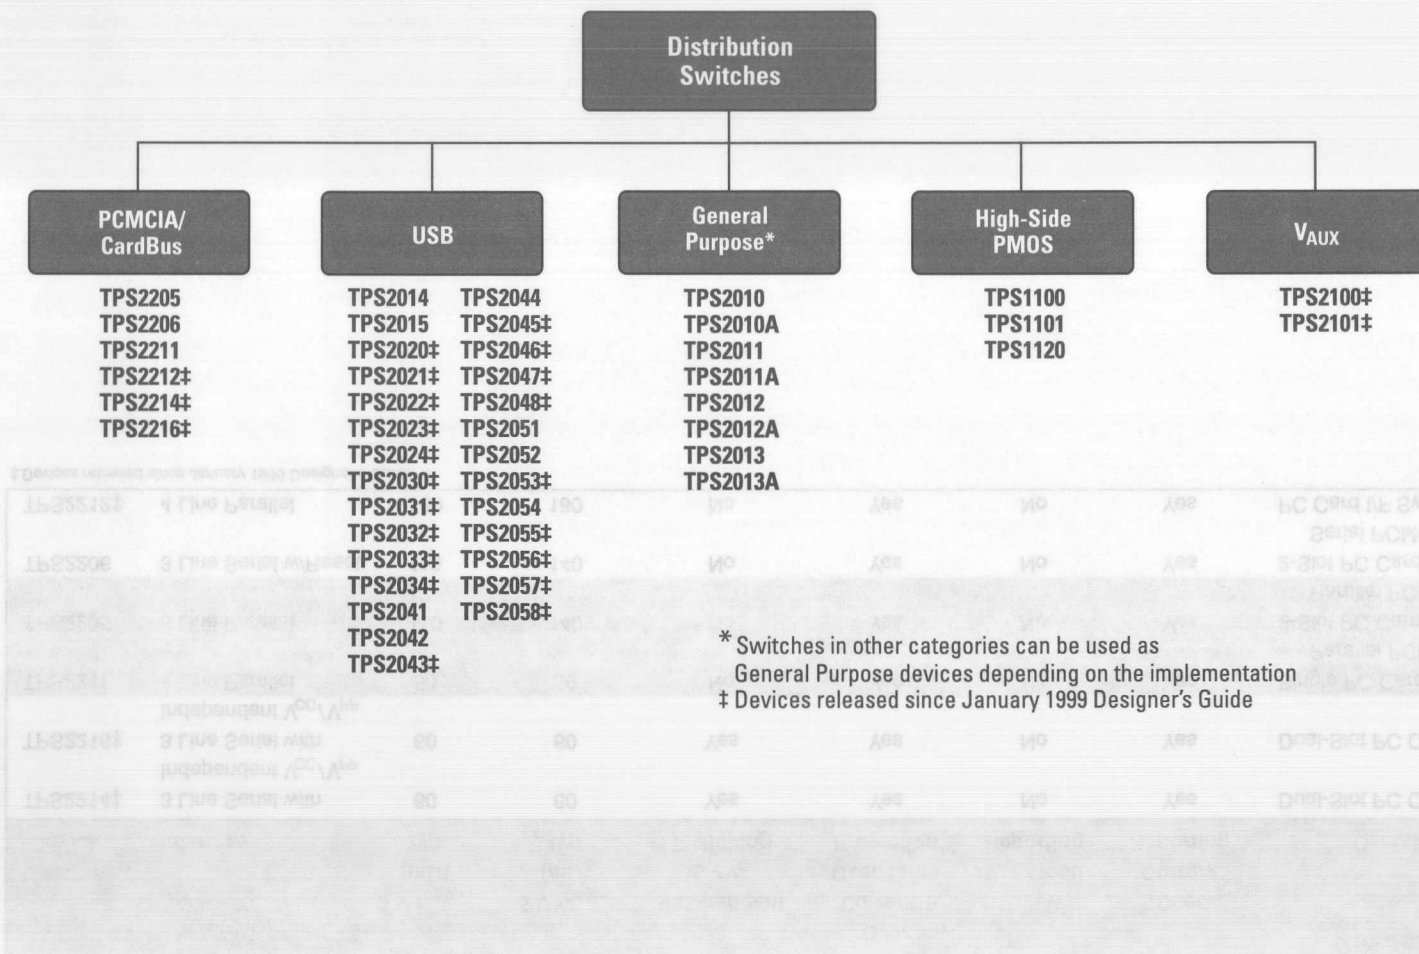 Distribution
Switches
PCMCIA/
CardBus
USB
General
Purpose*
High-Side
PMOS
VAUX
TPS2205
TPS2206
TPS2211
TPS2212‡
TPS2214‡
TPS2216‡
TPS2014 TPS2044
TPS2015 TPS2045‡
TPS2020‡ TPS2046‡
TPS2021‡ TPS2047‡
TPS2022‡ TPS2048‡
TPS2023‡ TPS2051
TPS2024‡ TPS2052
TPS2030‡ TPS2053‡
TPS2031‡ TPS2054
TPS2032‡ TPS2055‡
TPS2033‡ TPS2056‡
TPS2034‡ TPS2057‡
TPS2041 TPS2058‡
TPS2042
TPS2043‡
TPS2010
TPS2010A
TPS2011
TPS2011A
TPS2012
TPS2012A
TPS2013
TPS2013A
TPS1100
TPS1101
TPS1120
TPS2100‡
TPS2101‡
* Switches in other categories can be used as
General Purpose devices depending on the implementation
‡ Devices released since January 1999 Designer's Guide